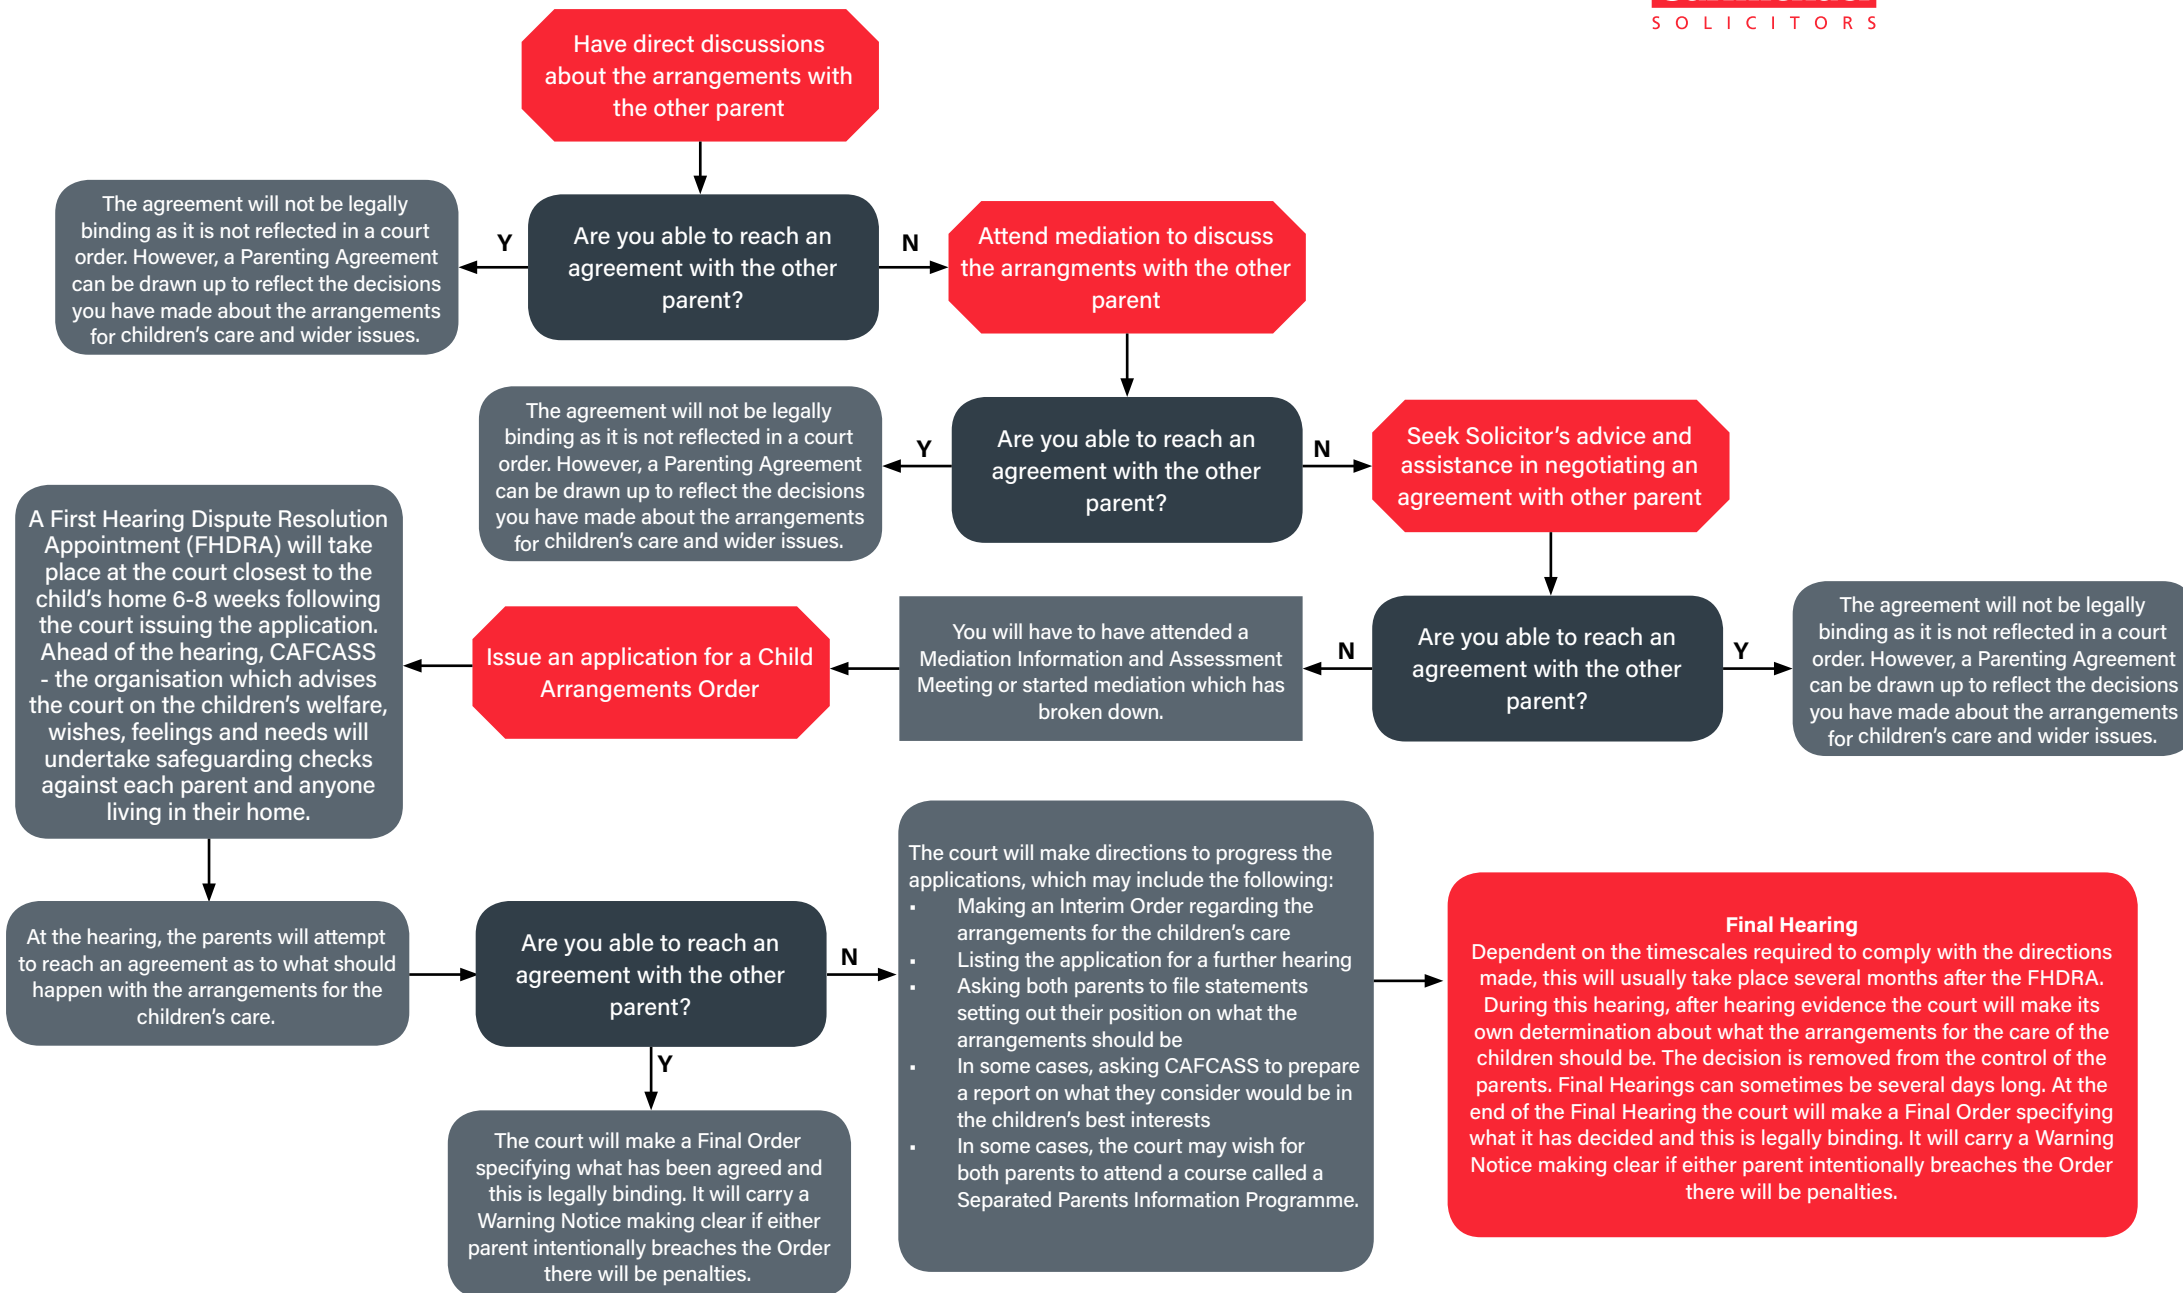 SOLICITORS
Have direct discussions
about the arrangements with
the other parent
The agreement will not be legally
binding as it is not reflected in a court
order. However, a Parenting Agreement
can be drawn up to reflect the decisions
you have made about the arrangements
for children's care and wider issues.
Y
Are you able to reach an
agreement with the other
parent?
N
Attend mediation to discuss
the arrangments with the other
parent
The agreement will not be legally
binding as it is not reflected in a court
order. However, a Parenting Agreement
can be drawn up to reflect the decisions
you have made about the arrangements
for children's care and wider issues.
Y
Are you able to reach an
agreement with the other
parent?
N
Seek Solicitor's advice and
assistance in negotiating an
agreement with other parent
A First Hearing Dispute Resolution
Appointment (FHDRA) will take
place at the court closest to the
child's home 6-8 weeks following
the court issuing the application.
Ahead of the hearing, CAFCASS
- the organisation which advises
the court on the children's welfare,
wishes, feelings and needs will
undertake safeguarding checks
against each parent and anyone
living in their home.
Issue an application for a Child
Arrangements Order
You will have to have attended a
Mediation Information and Assessment
Meeting or started mediation which has
broken down.
N
Are you able to reach an
agreement with the other
parent?
Y
The agreement will not be legally
binding as it is not reflected in a court
order. However, a Parenting Agreement
can be drawn up to reflect the decisions
you have made about the arrangements
for children's care and wider issues.
At the hearing, the parents will attempt
to reach an agreement as to what should
happen with the arrangements for the
children's care.
Are you able to reach an
agreement with the other
parent?
N
Y
The court will make a Final Order
specifying what has been agreed and
this is legally binding. It will carry a
Warning Notice making clear if either
parent intentionally breaches the Order
there will be penalties.
The court will make directions to progress the
applications, which may include the following:
▪ Making an Interim Order regarding the
arrangements for the children's care
▪ Listing the application for a further hearing
▪ Asking both parents to file statements
setting out their position on what the
arrangements should be
▪ In some cases, asking CAFCASS to prepare
a report on what they consider would be in
the children's best interests
▪ In some cases, the court may wish for
both parents to attend a course called a
Separated Parents Information Programme.
Final Hearing
Dependent on the timescales required to comply with the directions
made, this will usually take place several months after the FHDRA.
During this hearing, after hearing evidence the court will make its
own determination about what the arrangements for the care of the
children should be. The decision is removed from the control of the
parents. Final Hearings can sometimes be several days long. At the
end of the Final Hearing the court will make a Final Order specifying
what it has decided and this is legally binding. It will carry a Warning
Notice making clear if either parent intentionally breaches the Order
there will be penalties.